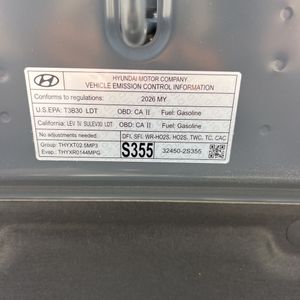 HYUNDAI MOTOR COMPANY
VEHICLE EMISSION CONTROL INFORMATION
Conforms to regulations: 2026 MY
U.S.EPA: T3B30 LDT OBD: CA II Fuel: Gasoline
California: LEV IV SULEV30 LDT OBD: CA II Fuel: Gasoline
No adjustments needed. DFI, SFI, WR-HO2S, HO2S, TWC, TC, CAC
Group: THYXT02.5MP3 S355 32450-2S355
Evap.: THYXR0144MPG